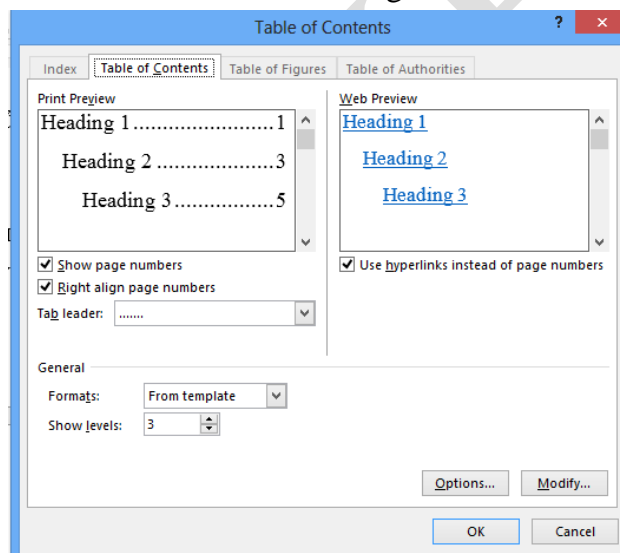 Table of Contents
? ×
Index Table of Contents Table of Figures Table of Authorities
Print Preview
Heading 1........................1
Heading 2 ....................3
Heading 3.................5
Show page numbers
Right align page numbers
Tab leader: .......
Web Preview
Heading 1
Heading 2
Heading 3
Use hyperlinks instead of page numbers
General
Formats: From template
Show levels: 3
Options... Modify...
OK Cancel